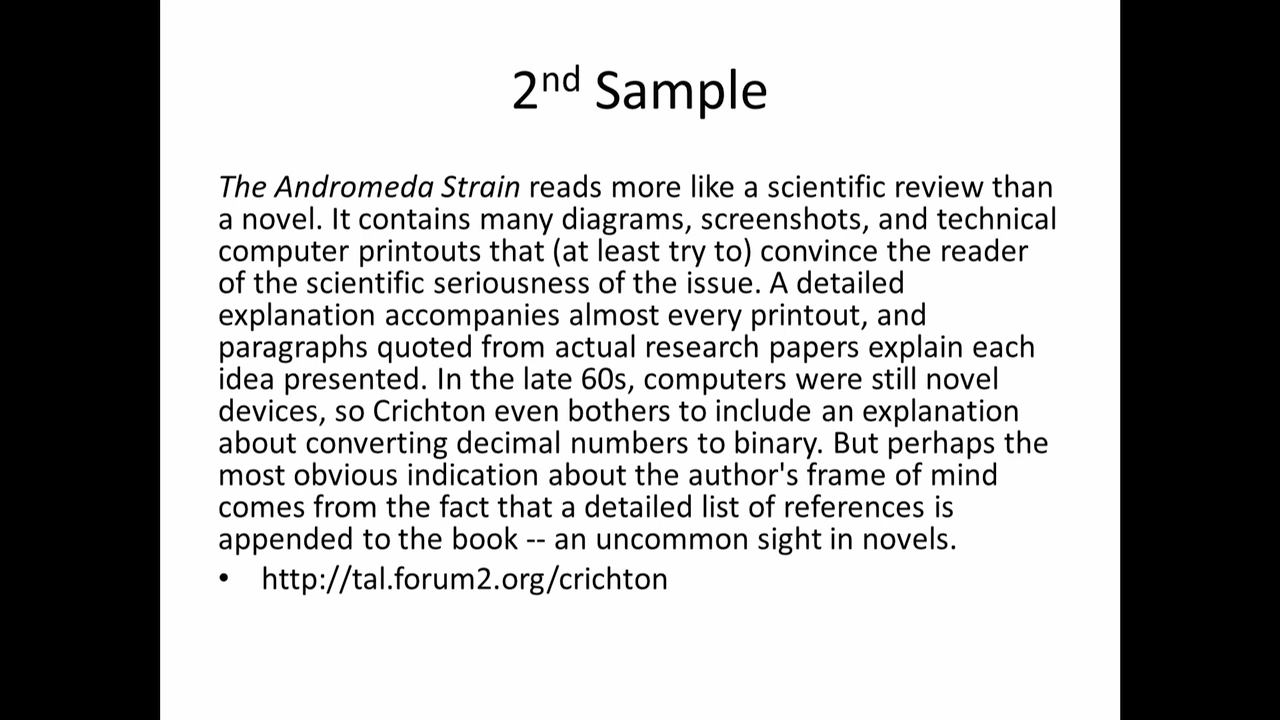 2nd Sample
The Andromeda Strain reads more like a scientific review than
a novel. It contains many diagrams, screenshots, and technical
computer printouts that (at least try to) convince the reader
of the scientific seriousness of the issue. A detailed
explanation accompanies almost every printout, and
paragraphs quoted from actual research papers explain each
idea presented. In the late 60s, computers were still novel
devices, so Crichton even bothers to include an explanation
about converting decimal numbers to binary. But perhaps the
most obvious indication about the author's frame of mind
comes from the fact that a detailed list of references is
appended to the book -- an uncommon sight in novels.
• http://tal.forum2.org/crichton